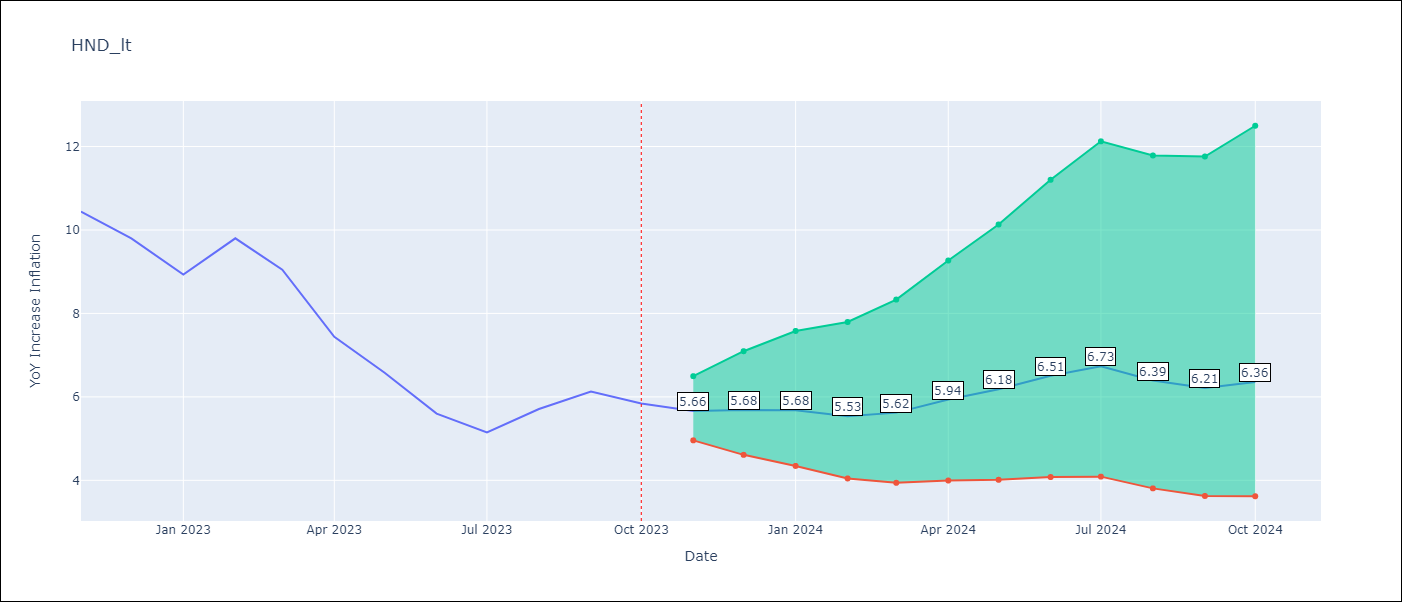 HND_lt
YoY Increase Inflation
12
10
8
6
4
5.66
5.68
5.68
5.53
5.62
5.94
6.18
6.51
6.73
6.39
6.21
6.36
Jan 2023
Apr 2023
Jul 2023
Oct 2023
Jan 2024
Apr 2024
Jul 2024
Oct 2024
Date